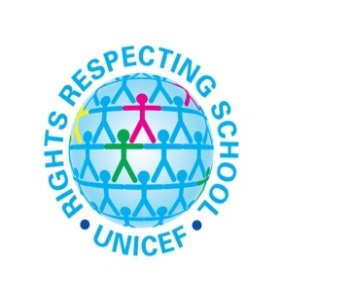 RIGHTS RESPECTING SCHOOL
UNICEF